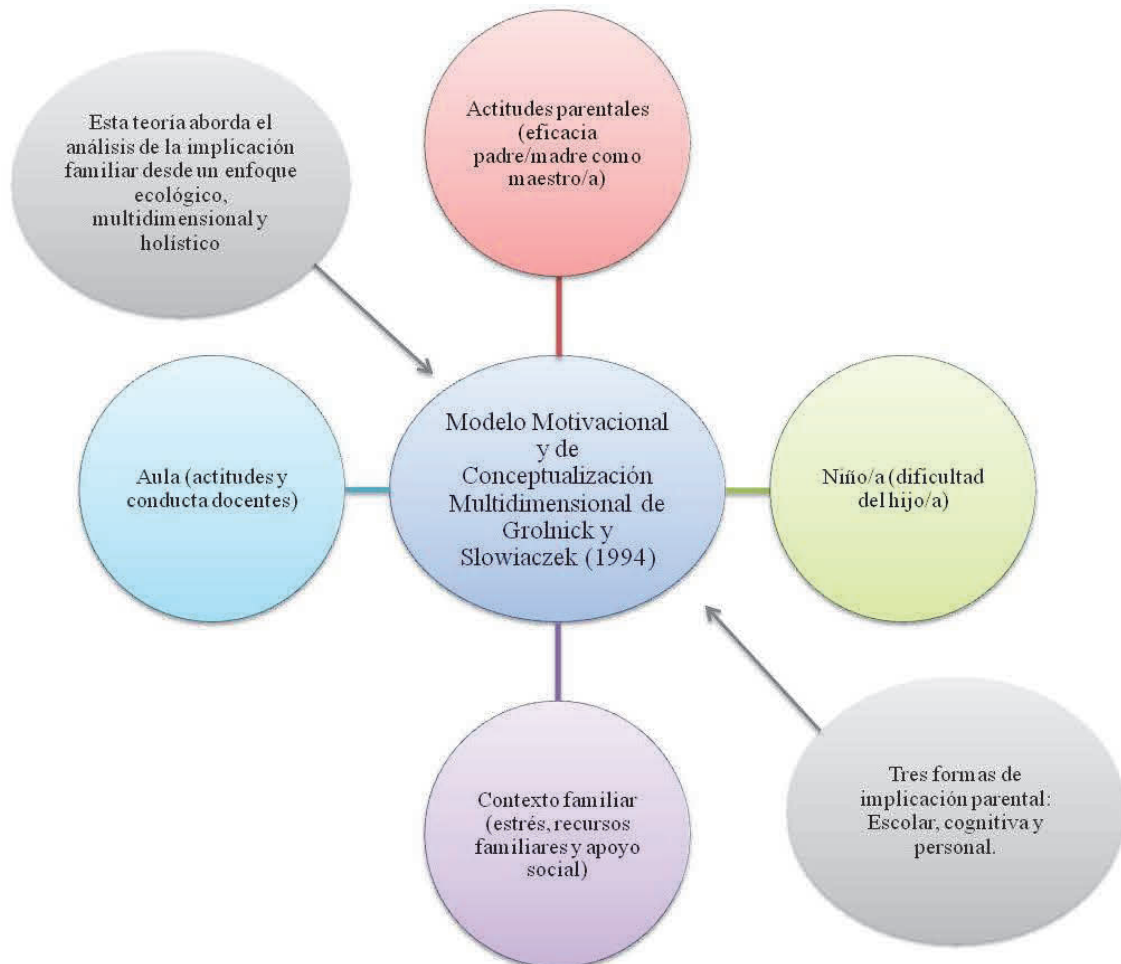 Esta teoría aborda el
análisis de la implicación
familiar desde un enfoque
ecológico,
multidimensional y
holístico
Actitudes parentales
(eficacia
padre/madre como
maestro/a)
Aula (actitudes y
conducta docentes)
Modelo Motivacional
y de
Conceptualización
Multidimensional de
Grolnick y
Slowiaczek (1994)
Niño/a (dificultad
del hijo/a)
Contexto familiar
(estrés, recursos
familiares y apoyo
social)
Tres formas de
implicación parental:
Escolar, cognitiva y
personal.